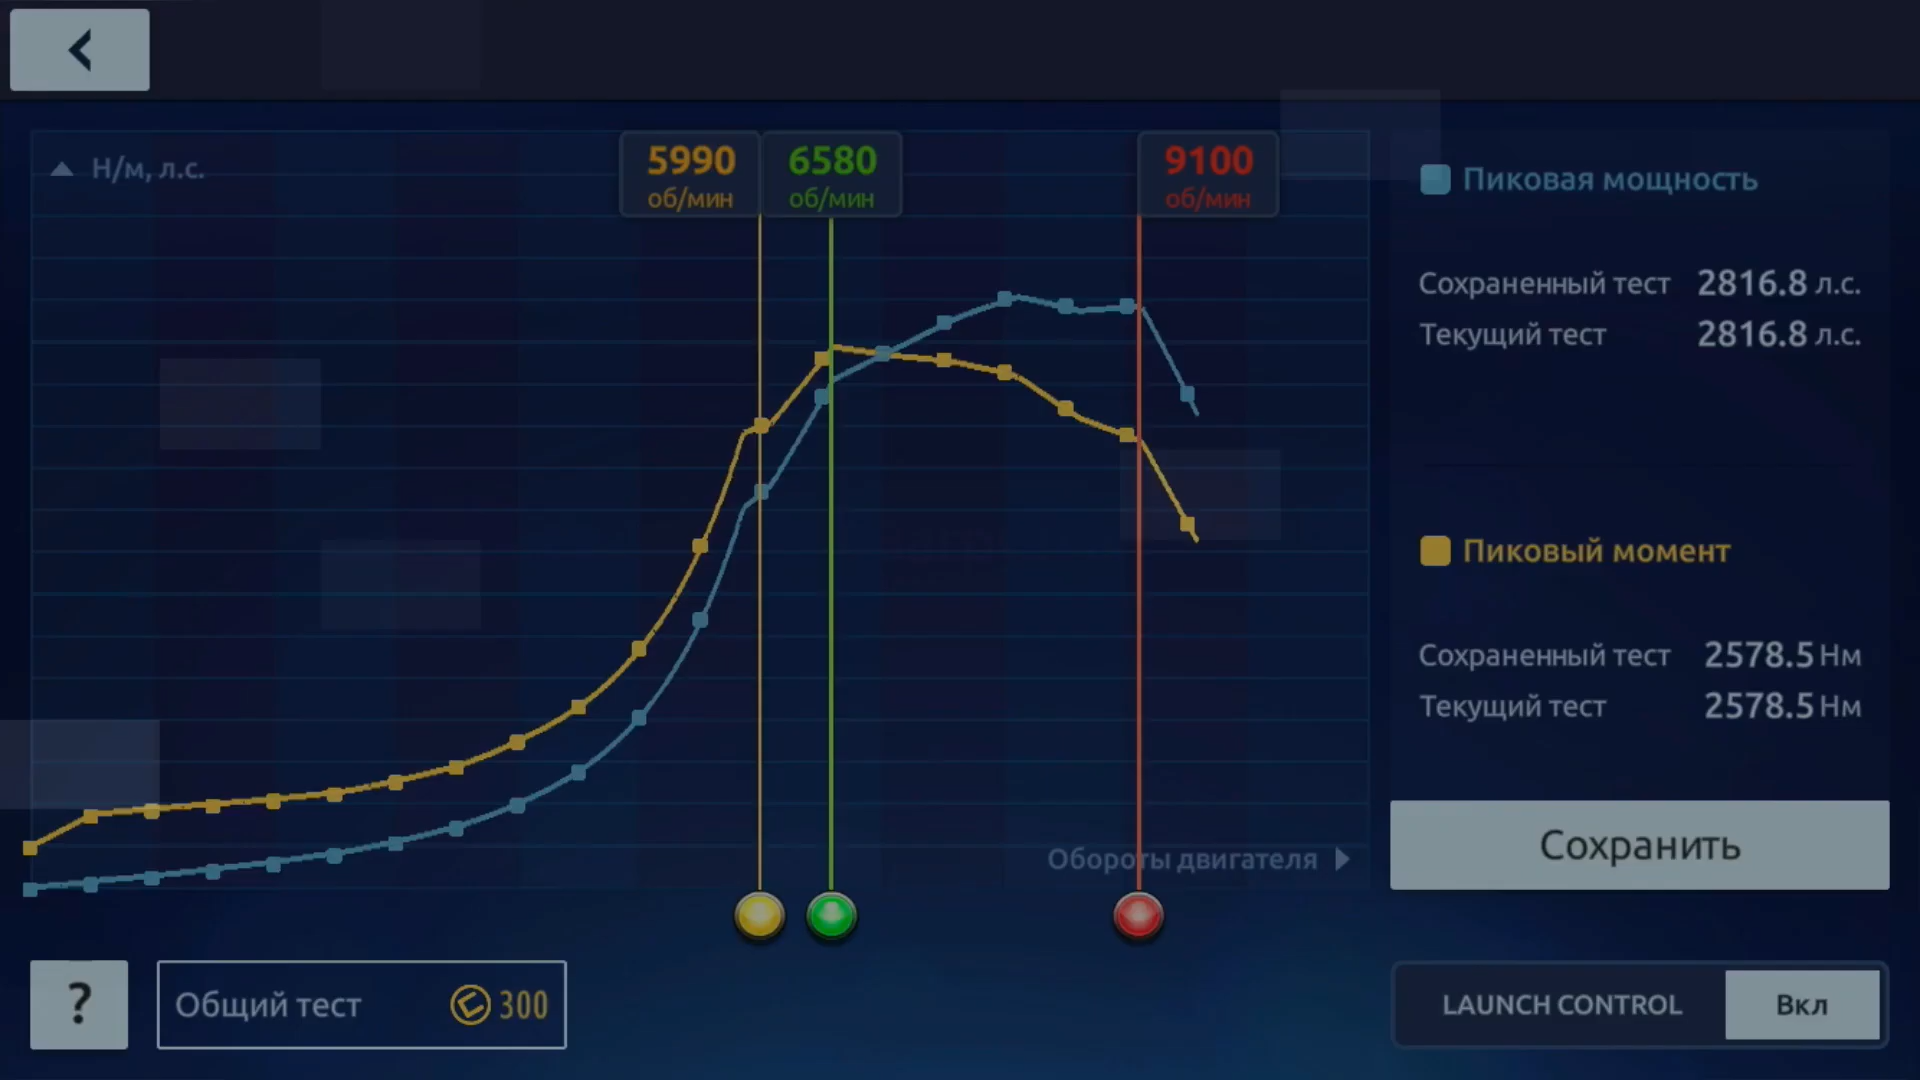 Н/м, л.с.
5990
об/мин
6580
об/мин
9100
об/мин
Пиковая мощность
Сохраненный тест 2816.8 л.с.
Текущий тест 2816.8 л.с.
Пиковый момент
Сохраненный тест 2578.5 Нм
Текущий тест 2578.5 Нм
Обороты двигателя
Сохранить
?
Общий тест 300
LAUNCH CONTROL Вкл